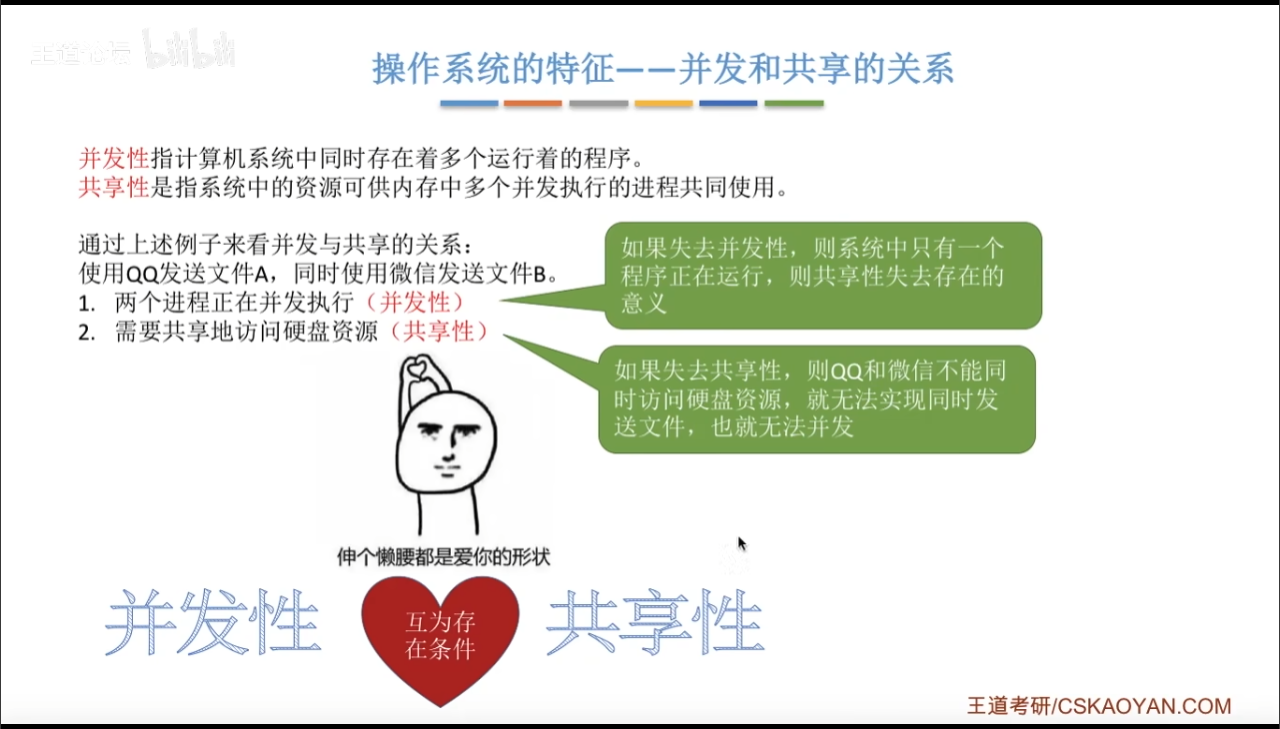 王道论坛 bilibili
操作系统的特征——并发和共享的关系
并发性指计算机系统中同时存在着多个运行着的程序。
共享性是指系统中的资源可供内存中多个并发执行的进程共同使用。
通过上述例子来看并发与共享的关系：
使用QQ发送文件A，同时使用微信发送文件B。
1. 两个进程正在并发执行（并发性）
2. 需要共享地访问硬盘资源（共享性）
如果失去并发性，则系统中只有一个
程序正在运行，则共享性失去存在的
意义
如果失去共享性，则QQ和微信不能同
时访问硬盘资源，就无法实现同时发
送文件，也就无法并发
伸个懒腰都是爱你的形状
并发性
互为存
在条件
共享性
王道考研/CSKAOYAN.COM